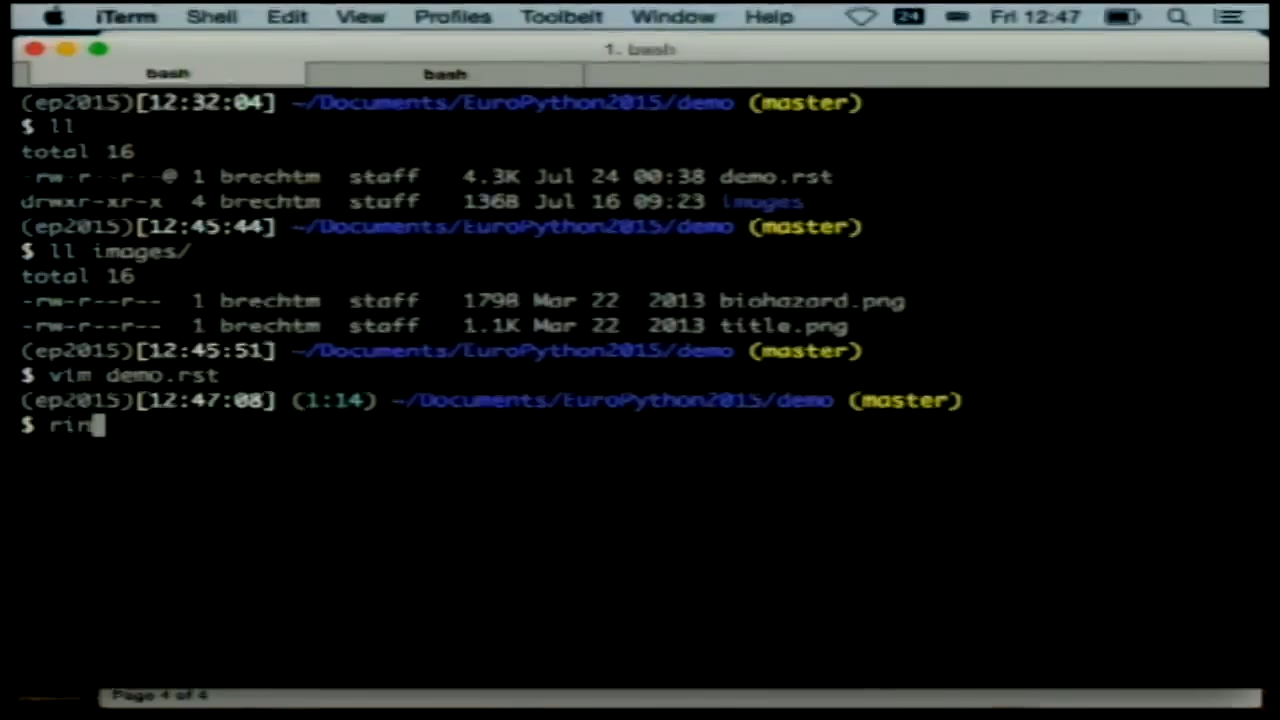 iTerm Shell Edit View Profiles Toolbelt Window Help 24 Fri 12:47
1. bash
bash bash
(ep2015)[12:32:04] ~/Documents/EuroPython2015/demo (master)
$ ll
total 16
-rw-r--r--@ 1 brechtm staff 4.3K Jul 24 00:38 demo.rst
drwxr-xr-x 4 brechtm staff 136B Jul 16 09:23 images
(ep2015)[12:45:44] ~/Documents/EuroPython2015/demo (master)
$ ll images/
total 16
-rw-r--r-- 1 brechtm staff 179B Mar 22 2013 biohazard.png
-rw-r--r-- 1 brechtm staff 1.1K Mar 22 2013 title.png
(ep2015)[12:45:51] ~/Documents/EuroPython2015/demo (master)
$ vim demo.rst
(ep2015)[12:47:08] (1:14) ~/Documents/EuroPython2015/demo (master)
$ rin
Page 4 of 4